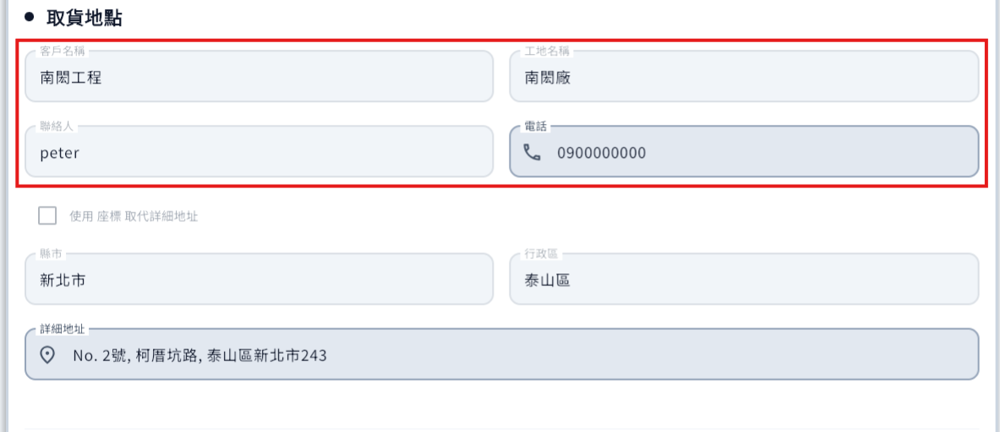 取貨地點
客戶名稱
南閎工程
工地名稱
南閎廠
聯絡人
peter
電話
0900000000
使用 座標 取代詳細地址
縣市
新北市
行政區
泰山區
詳細地址
No. 2號, 柯厝坑路, 泰山區新北市243